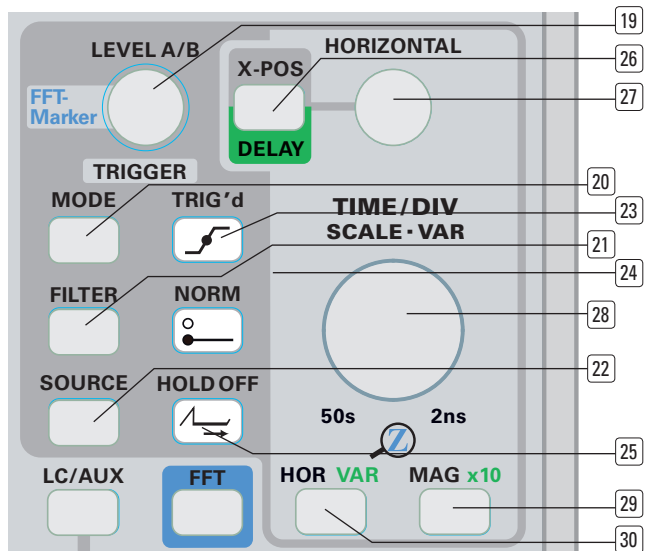 19
LEVEL A/B
HORIZONTAL
26
X-POS
27
FFT-
Marker
DELAY
TRIGGER
20
MODE
TRIG'd
TIME/DIV
23
SCALE · VAR
21
24
FILTER
NORM
28
22
SOURCE
HOLD OFF
50s
2ns
Z
25
LC/AUX
FFT
HOR VAR
MAG x10
29
30